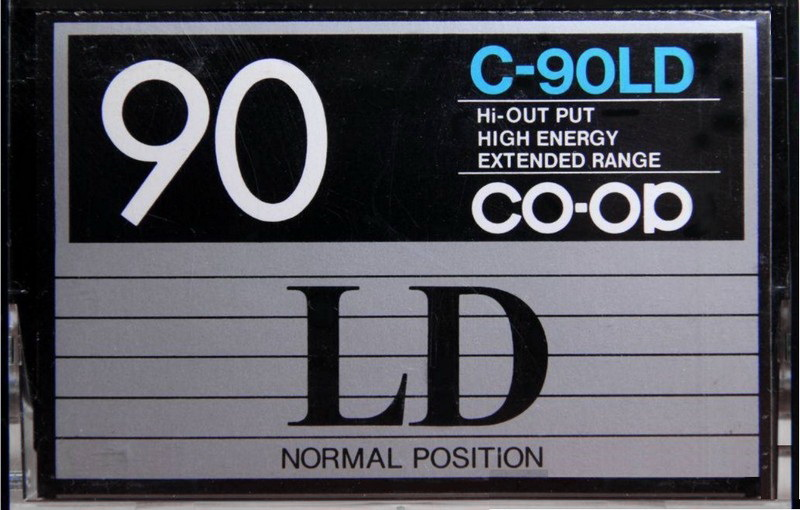 90
C-90LD
Hi-OUT PUT
HIGH ENERGY
EXTENDED RANGE
CO-OP
LD
NORMAL POSITiON